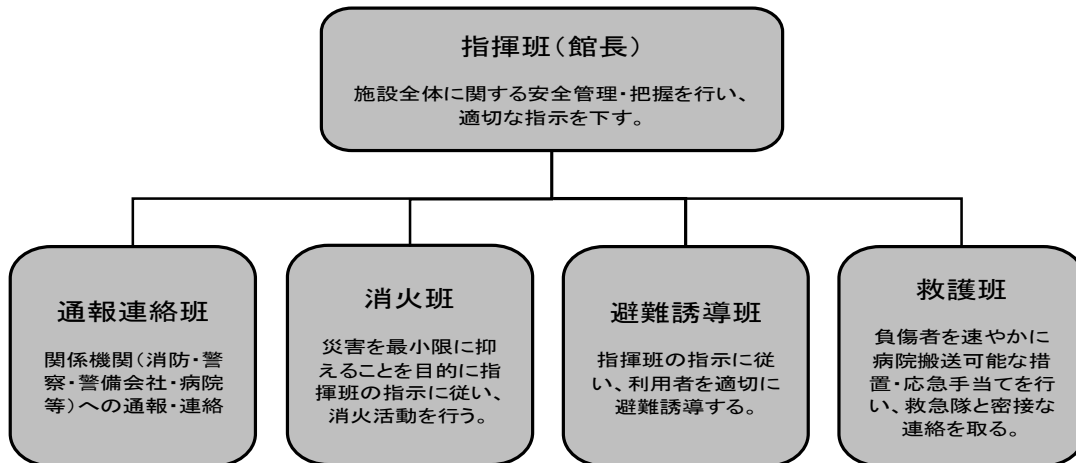 指揮班（館長）
施設全体に関する安全管理・把握を行い、
適切な指示を下す。
通報連絡班
関係機関（消防・警
察・警備会社・病院
等）への通報・連絡
消火班
災害を最小限に抑
えることを目的に指
揮班の指示に従い、
消火活動を行う。
避難誘導班
指揮班の指示に従
い、利用者を適切に
避難誘導する。
救護班
負傷者を速やかに
病院搬送可能な措
置・応急手当てを行
い、救急隊と密接な
連絡を取る。